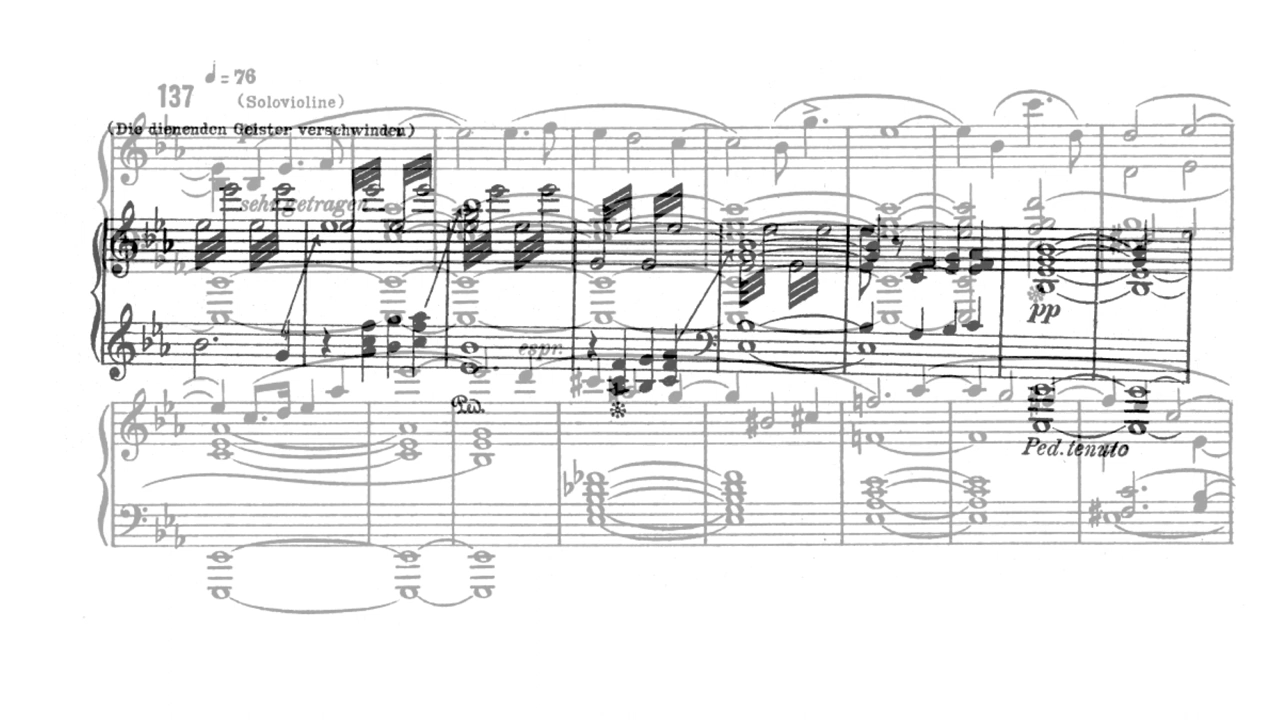 ♩ = 76
137 (Solovioline)
(Die dienenden Geister verschwinden)
p
sehr getragen
pp
espr.
Ped.
Ped. tenuto